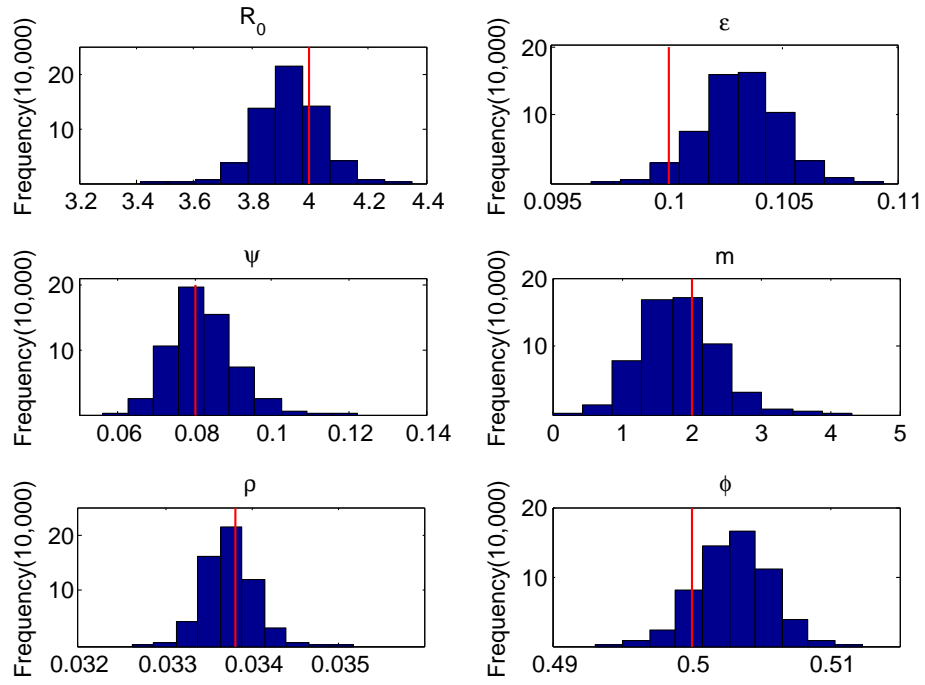 R_0
Frequency(10,000)
20
10
3.2 3.4 3.6 3.8 4 4.2 4.4
ε
Frequency(10,000)
20
10
0.095 0.1 0.105 0.11
ψ
Frequency(10,000)
20
10
0.06 0.08 0.1 0.12 0.14
m
Frequency(10,000)
20
10
0 1 2 3 4 5
ρ
Frequency(10,000)
20
10
0.032 0.033 0.034 0.035
ϕ
Frequency(10,000)
20
10
0.49 0.5 0.51